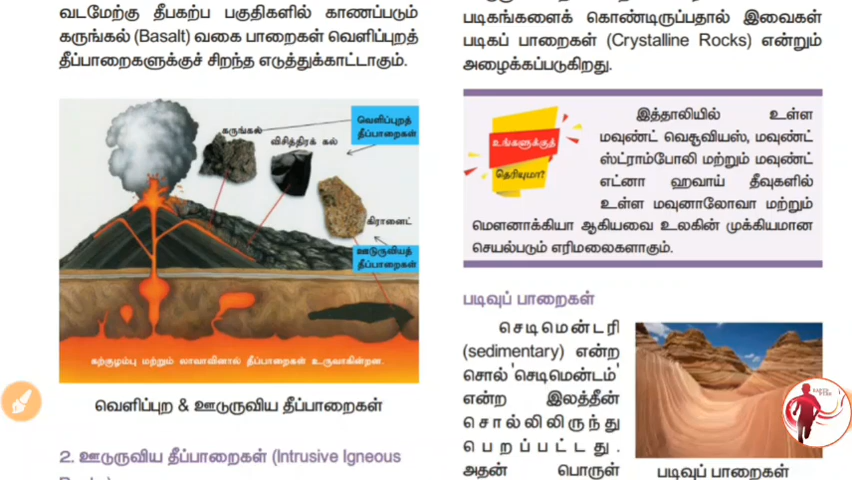 வடமேற்கு தீபகற்ப பகுதிகளில் காணப்படும்
கருங்கல் (Basalt) வகை பாறைகள் வெளிப்புறத்
தீப்பாறைகளுக்குச் சிறந்த எடுத்துக்காட்டாகும்.
கருங்கல்
விசித்திரக் கல்
வெளிப்புறத்
தீப்பாறைகள்
கிரானைட்
ஊடுருவியத்
தீப்பாறைகள்
கற்குழம்பு மற்றும் லாவாவினால் தீப்பாறைகள் உருவாகின்றன.
வெளிப்புற & ஊடுருவிய தீப்பாறைகள்
2. ஊடுருவிய தீப்பாறைகள் (Intrusive Igneous
படிகங்களைக் கொண்டிருப்பதால் இவைகள்
படிகப் பாறைகள் (Crystalline Rocks) என்றும்
அழைக்கப்படுகிறது.
உங்களுக்குத்
தெரியுமா?
இத்தாலியில் உள்ள
மவுண்ட் வெசூவியஸ், மவுண்ட்
ஸ்ட்ராம்போலி மற்றும் மவுண்ட்
எட்னா ஹவாய் தீவுகளில்
உள்ள மவுனாலோவா மற்றும்
மௌனாக்கியா ஆகியவை உலகின் முக்கியமான
செயல்படும் எரிமலைகளாகும்.
படிவுப் பாறைகள்
செடிமென்டரி
(sedimentary) என்ற
சொல் 'செடிமென்டம்'
என்ற இலத்தீன்
சொல்லிலிருந்து
பெறப்பட்டது.
அதன் பொருள்
படிவுப் பாறைகள்